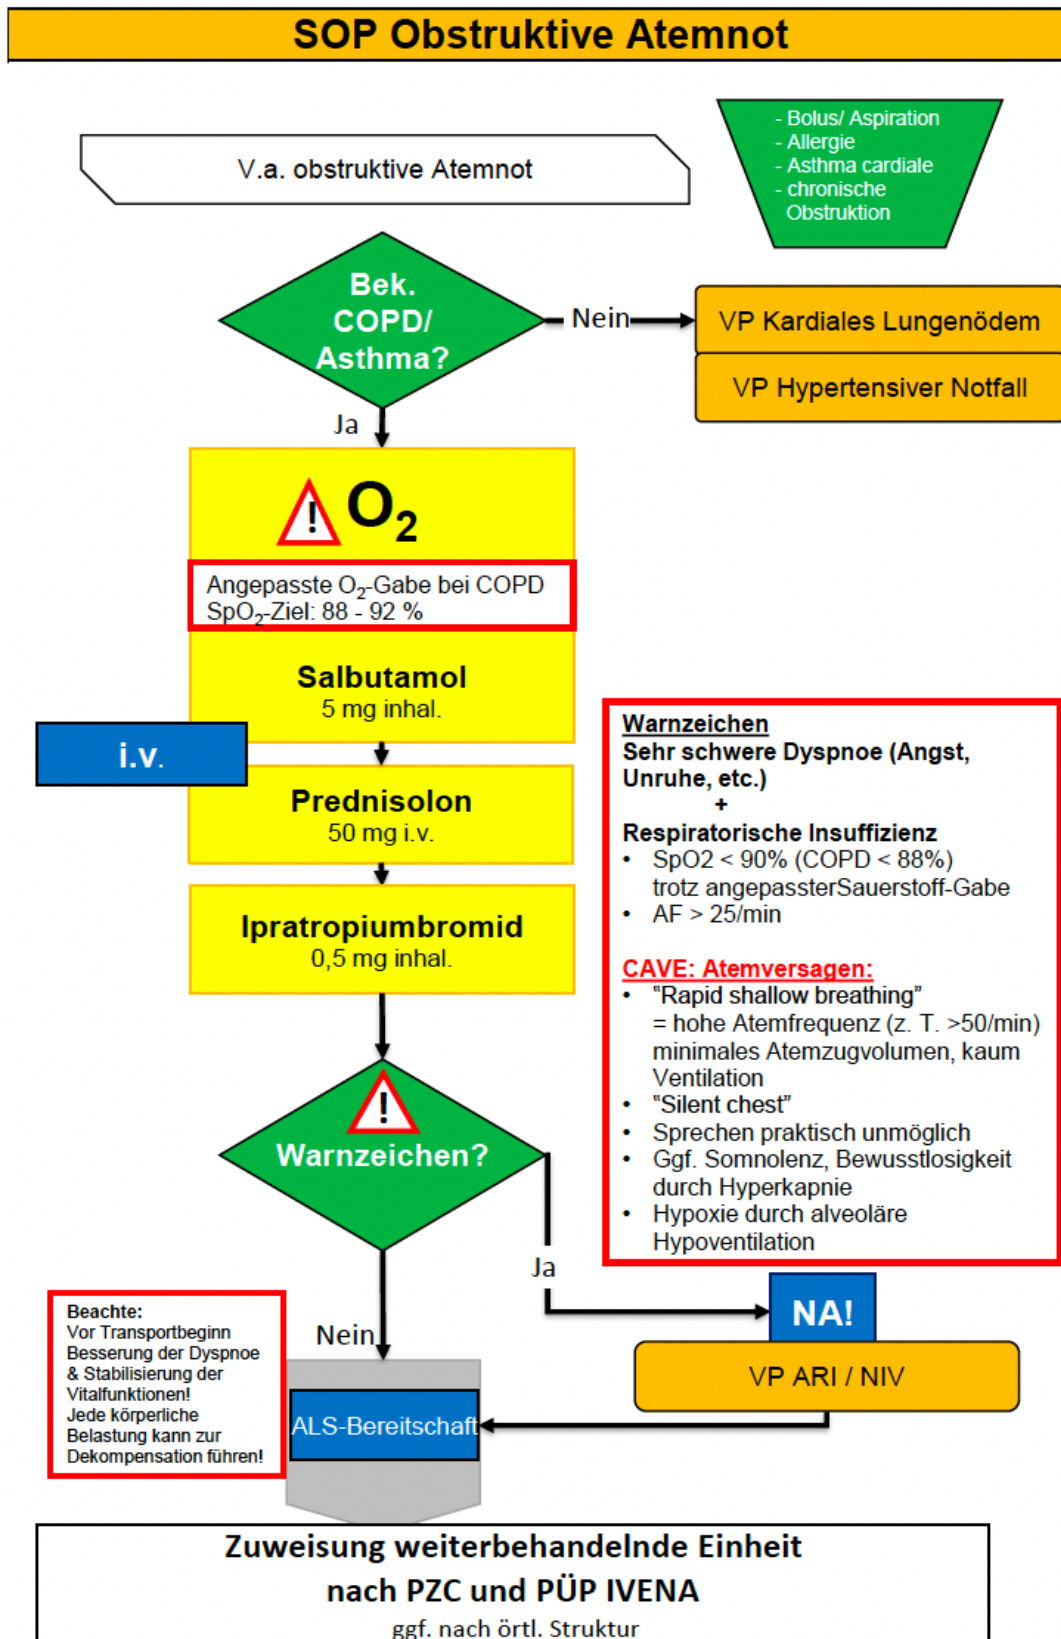 SOP Obstruktive Atemnot
V.a. obstruktive Atemnot
- Bolus/ Aspiration
- Allergie
- Asthma cardiale
- chronische
Obstruktion
Bek.
COPD/
Asthma?
Nein
VP Kardiales Lungenödem
VP Hypertensiver Notfall
Ja
! O₂
Angepasste O₂-Gabe bei COPD
SpO₂-Ziel: 88 - 92 %
Salbutamol
5 mg inhal.
i.v.
Prednisolon
50 mg i.v.
Ipratropiumbromid
0,5 mg inhal.
Warnzeichen
Sehr schwere Dyspnoe (Angst,
Unruhe, etc.)
+
Respiratorische Insuffizienz
• SpO2 < 90% (COPD < 88%)
trotz angepassterSauerstoff-Gabe
• AF > 25/min
CAVE: Atemversagen:
• "Rapid shallow breathing"
= hohe Atemfrequenz (z. T. >50/min)
minimales Atemzugvolumen, kaum
Ventilation
• "Silent chest"
• Sprechen praktisch unmöglich
• Ggf. Somnolenz, Bewusstlosigkeit
durch Hyperkapnie
• Hypoxie durch alveoläre
Hypoventilation
!
Warnzeichen?
Ja
NA!
VP ARI / NIV
Nein
Beachte:
Vor Transportbeginn
Besserung der Dyspnoe
& Stabilisierung der
Vitalfunktionen!
Jede körperliche
Belastung kann zur
Dekompensation führen!
ALS-Bereitschaft
Zuweisung weiterbehandelnde Einheit
nach PZC und PÜP IVENA
ggf. nach örtl. Struktur